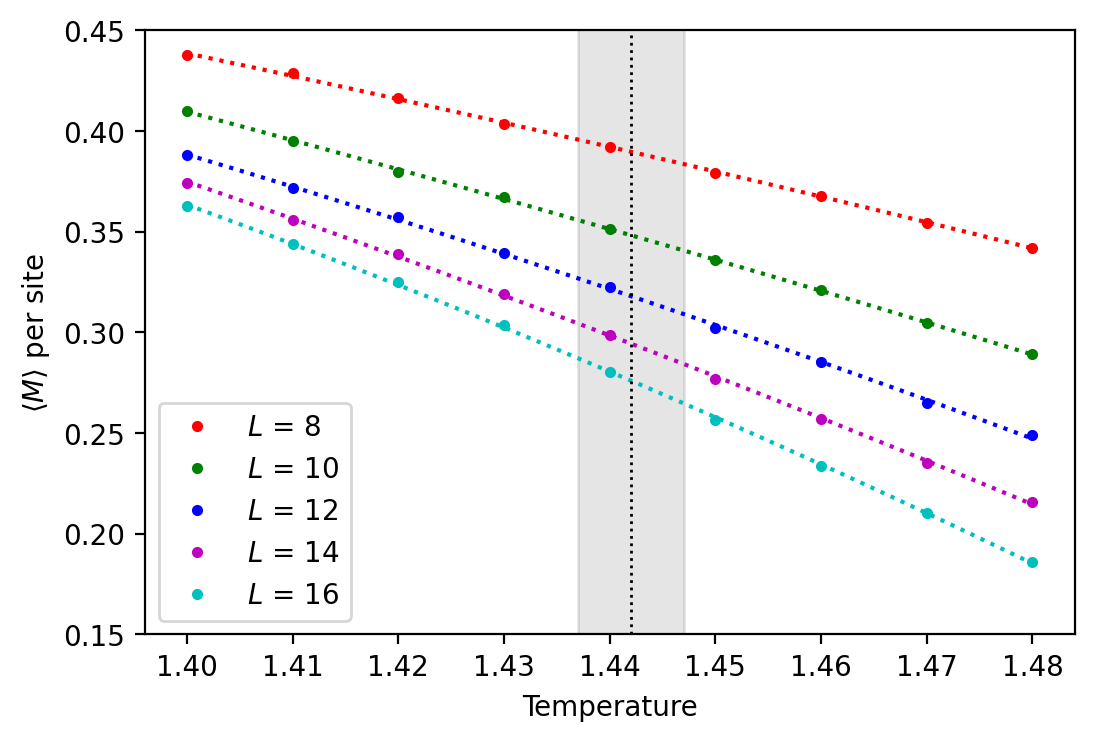 0.45
0.40
0.35
0.30
0.25
0.20
0.15
⟨M⟩ per site
L = 8
L = 10
L = 12
L = 14
L = 16
1.40 1.41 1.42 1.43 1.44 1.45 1.46 1.47 1.48
Temperature